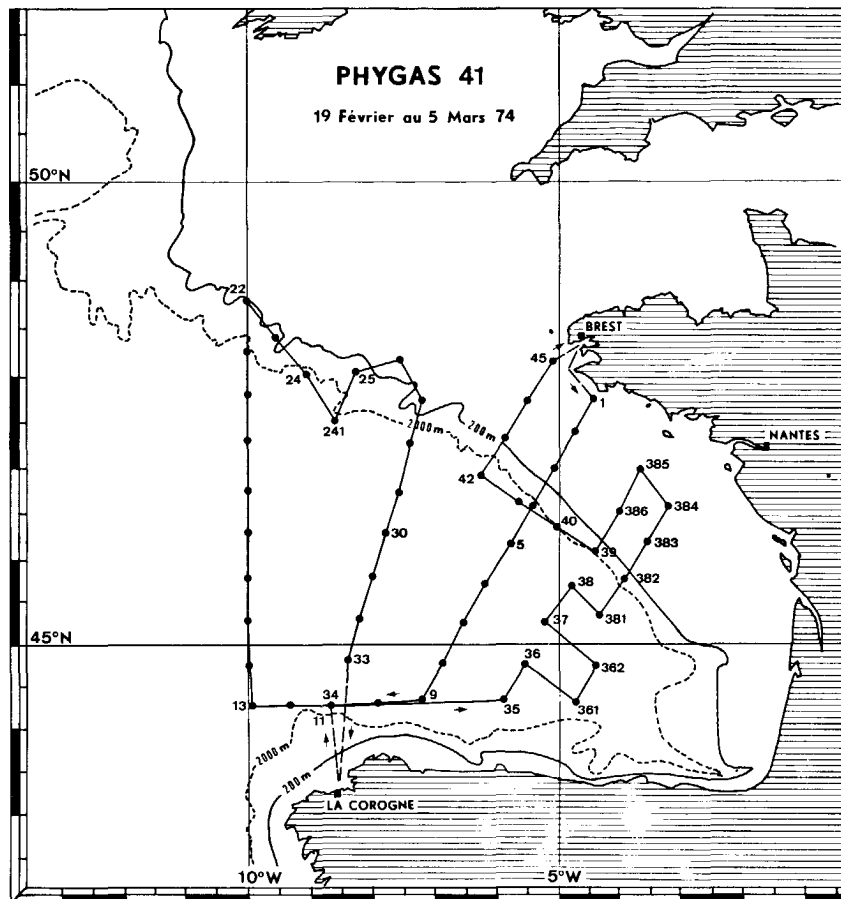 PHYGAS 41
19 Février au 5 Mars 74
50°N
22
BREST
45
24
25
1
241
2000 m
200 m
NANTES
385
42
386
384
40
5
39
383
30
38
382
381
37
45°N
33
36
362
34
9
13
11
35
361
2000 m
200 m
LA COROGNE
10°W
5°W